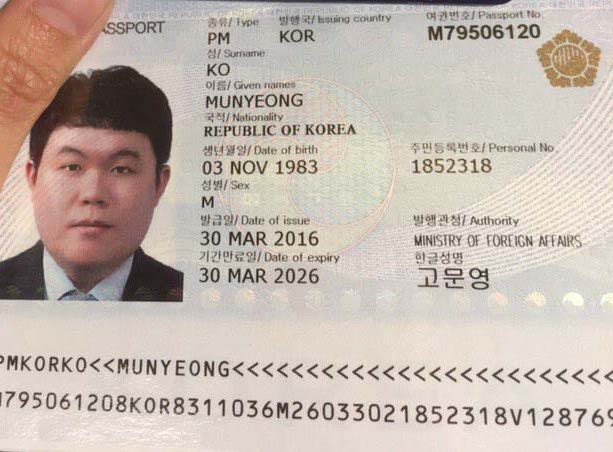 PASSPORT
종류/ Type 발행국/ Issuing country 여권번호/ Passport No.
PM KOR M79506120
성/ Surname
KO
이름/ Given names
MUNYEONG
국적/ Nationality
REPUBLIC OF KOREA
생년월일/ Date of birth 주민등록번호/ Personal No.
03 NOV 1983 1852318
성별/ Sex
M
발급일/ Date of issue 발행관청/ Authority
30 MAR 2016 MINISTRY OF FOREIGN AFFAIRS
기간만료일/ Date of expiry 한글성명
30 MAR 2026 고문영
PMKORKO<<MUNYEONG<<<<<<<<<<<<<<<<<<<<<<<<<<<
M795061208KOR8311036M26033021852318V128769